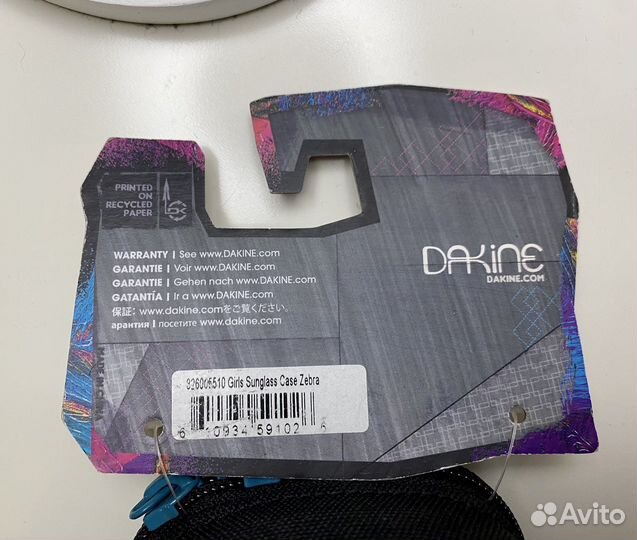 PRINTED
ON
RECYCLED
PAPER
WARRANTY | See www.DAKINE.com
GARANTIE | Voir www.DAKINE.com
GARANTIE | Gehen nach www.DAKINE.com
GATANTÍA | Ir a www.DAKINE.com
保証: www.dakine.comをご覧ください。
арантия | посетите www.dakine.com
DAKINE
DAKINE.COM
826006510 Girls Sunglass Case Zebra
6 10934 59102 6
Avito